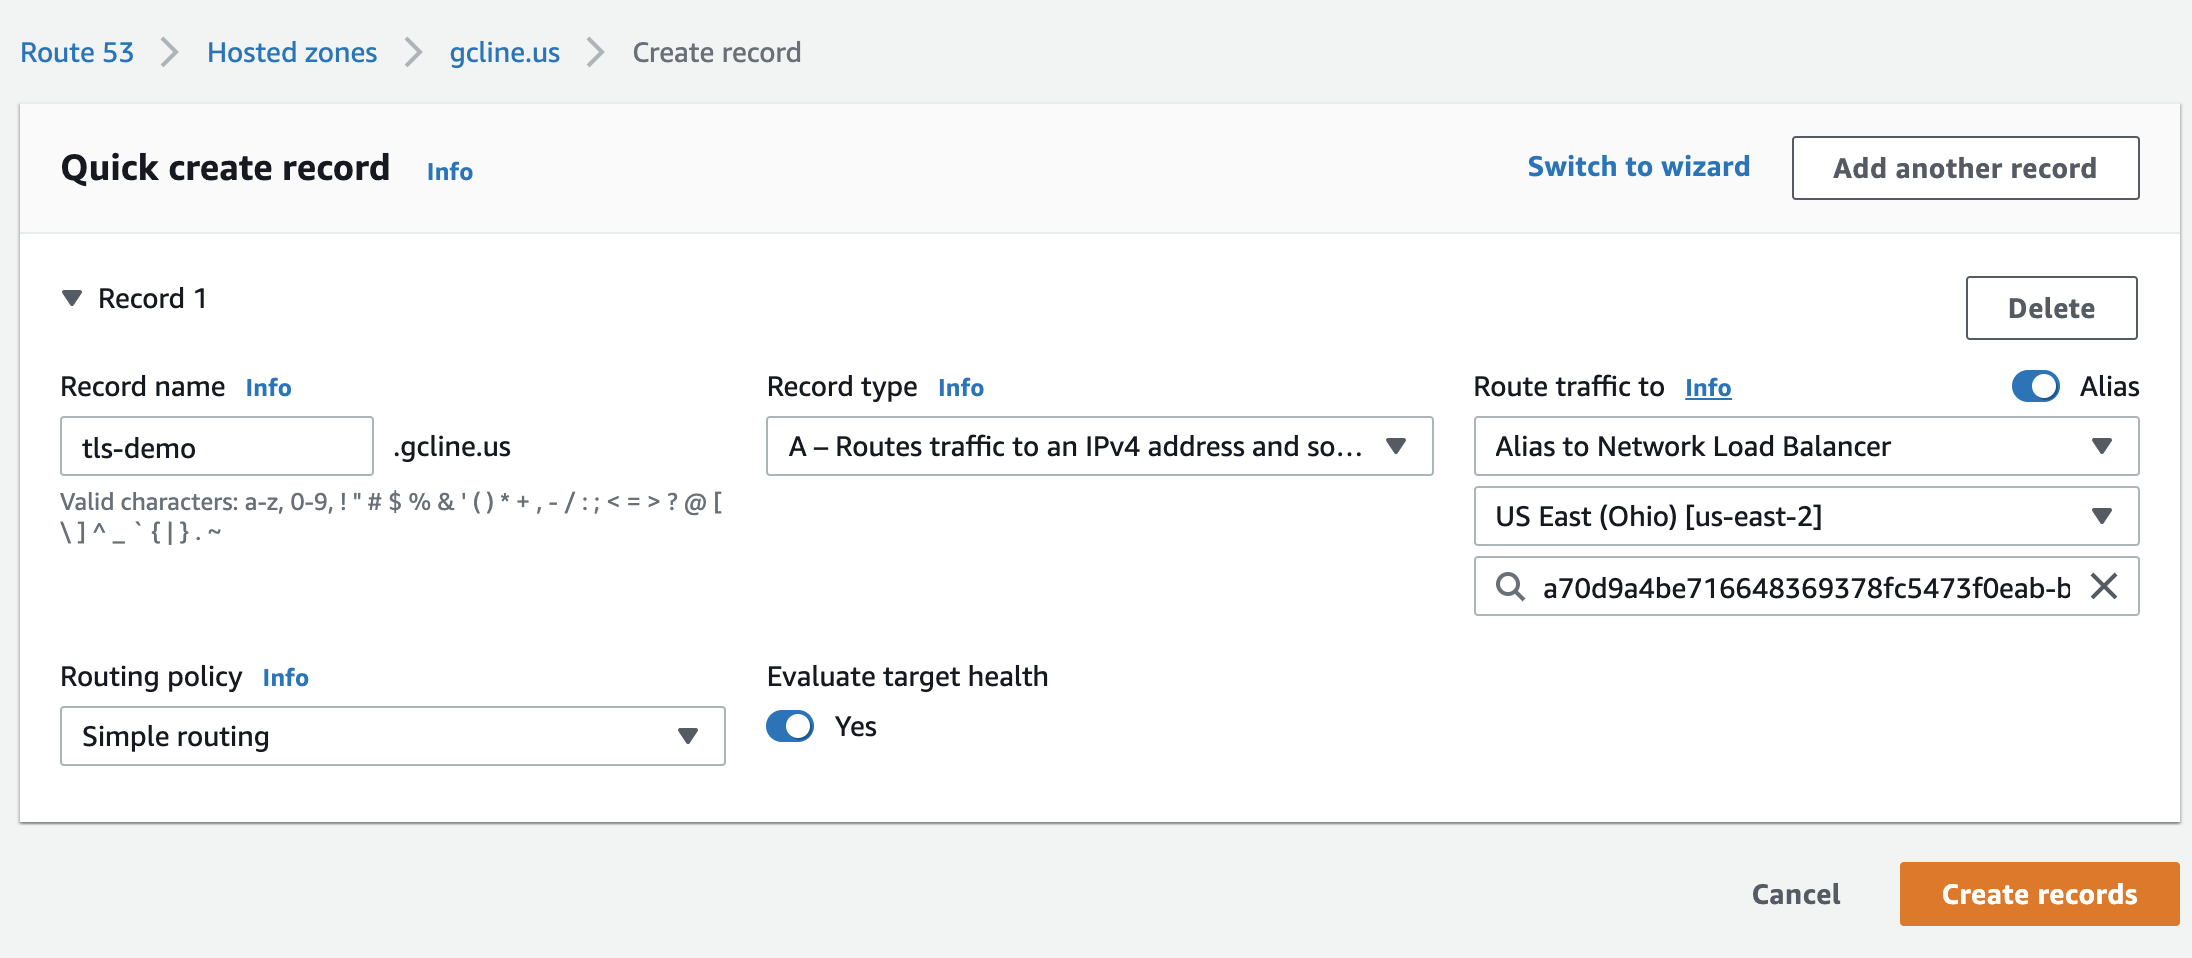 Route 53 Hosted zones gcline.us Create record
Quick create record Info Switch to wizard Add another record
Record 1 Delete
Record name Info Record type Info Route traffic to Info Alias
tls-demo .gcline.us A – Routes traffic to an IPv4 address and so... Alias to Network Load Balancer
Valid characters: a-z, 0-9, ! " # $ % & ' ( ) * + , - / : ; < = > ? @ [
\ ] ^ _ ` { | } . ~
US East (Ohio) [us-east-2]
a70d9a4be716648369378fc5473f0eab-b
Routing policy Info Evaluate target health
Simple routing Yes
Cancel Create records